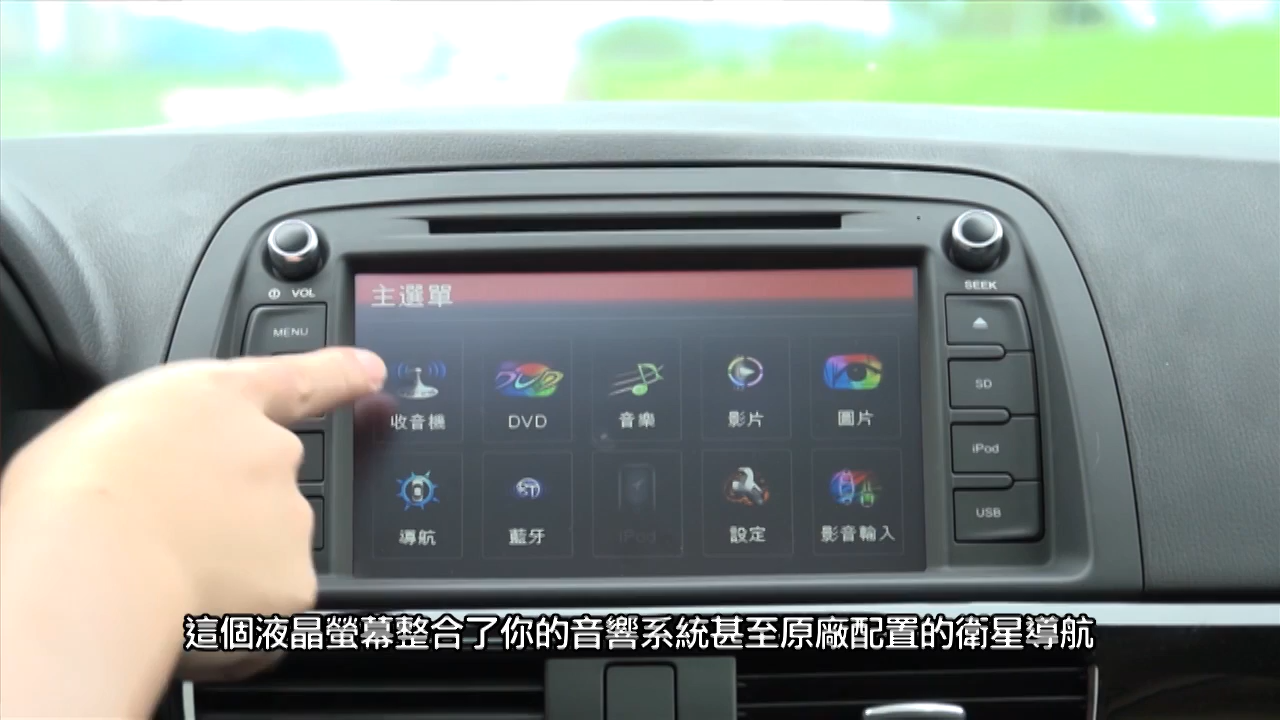 VOL
SEEK
主選單
MENU
SD
收音機
DVD
音樂
影片
圖片
iPod
導航
藍牙
iPod
設定
影音輸入
USB
這個液晶螢幕整合了你的音響系統甚至原廠配置的衛星導航